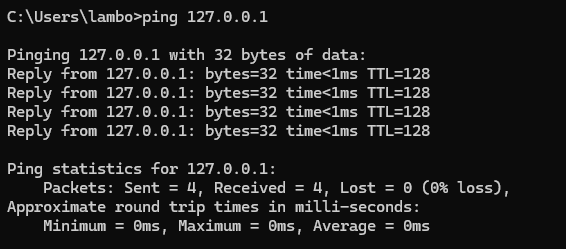 C:\Users\lambo>ping 127.0.0.1
Pinging 127.0.0.1 with 32 bytes of data:
Reply from 127.0.0.1: bytes=32 time<1ms TTL=128
Reply from 127.0.0.1: bytes=32 time<1ms TTL=128
Reply from 127.0.0.1: bytes=32 time<1ms TTL=128
Reply from 127.0.0.1: bytes=32 time<1ms TTL=128
Ping statistics for 127.0.0.1:
    Packets: Sent = 4, Received = 4, Lost = 0 (0% loss),
Approximate round trip times in milli-seconds:
    Minimum = 0ms, Maximum = 0ms, Average = 0ms